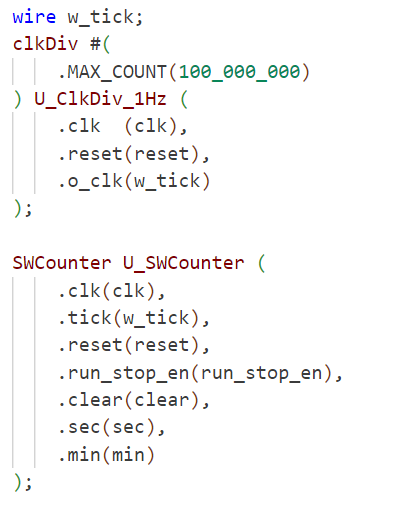 wire w_tick;
clkDiv #(
    .MAX_COUNT(100_000_000)
) U_ClkDiv_1Hz (
    .clk  (clk),
    .reset(reset),
    .o_clk(w_tick)
);

SWCounter U_SWCounter (
    .clk(clk),
    .tick(w_tick),
    .reset(reset),
    .run_stop_en(run_stop_en),
    .clear(clear),
    .sec(sec),
    .min(min)
);